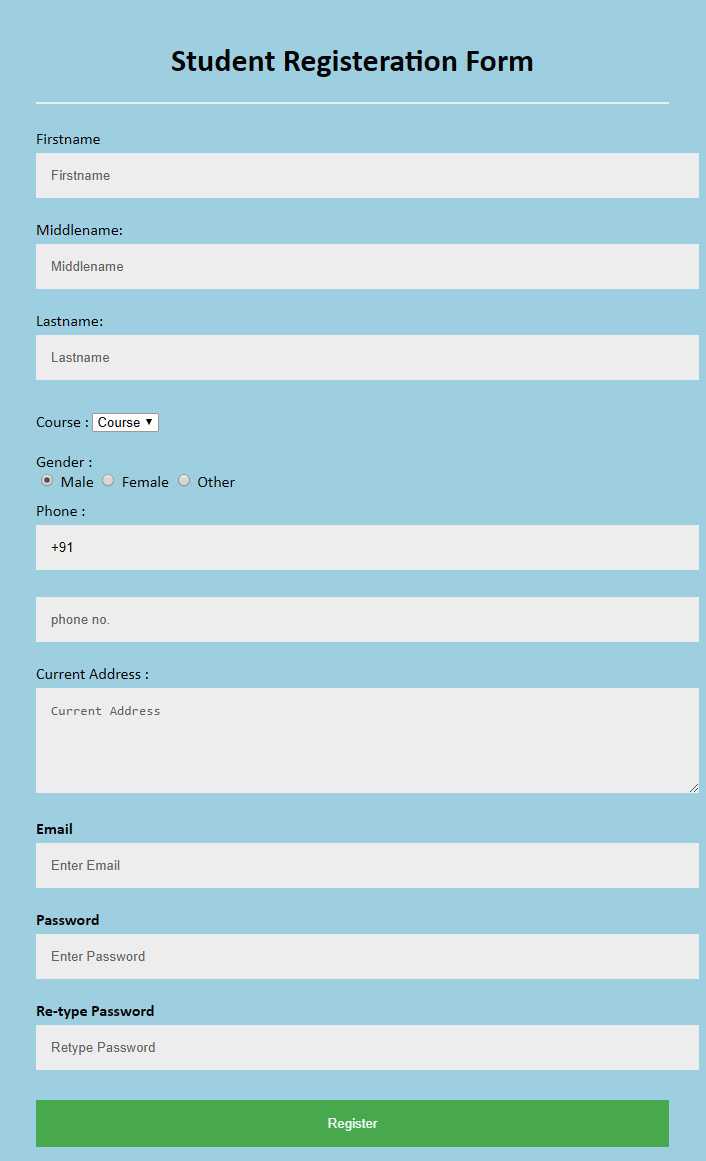 Student Registeration Form
Firstname
Firstname
Middlename:
Middlename
Lastname:
Lastname
Course : Course
Gender :
Male Female Other
Phone :
+91
phone no.
Current Address :
Current Address
Email
Enter Email
Password
Enter Password
Re-type Password
Retype Password
Register